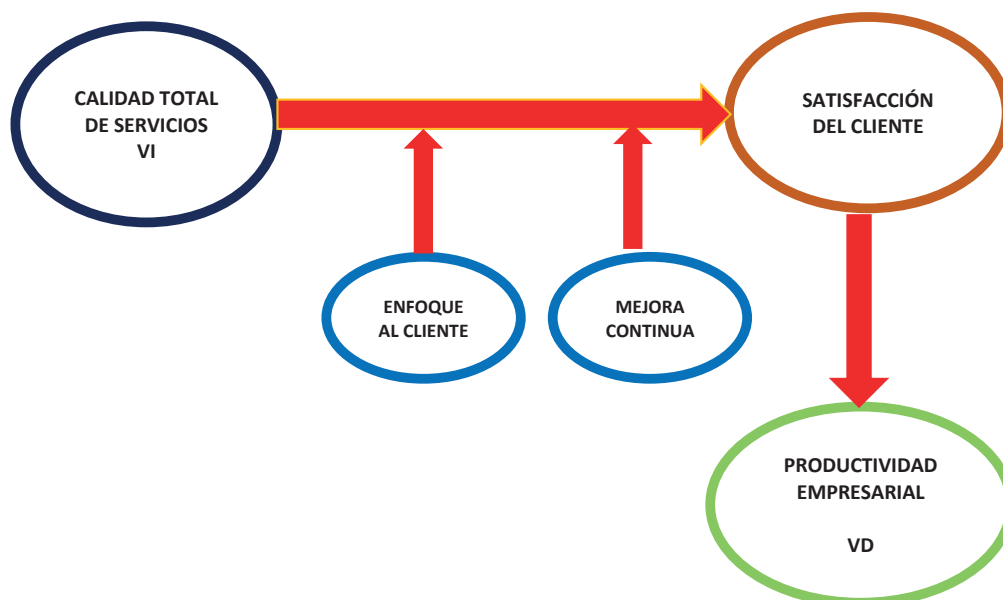 CALIDAD TOTAL
DE SERVICIOS
VI
SATISFACCIÓN
DEL CLIENTE
ENFOQUE
AL CLIENTE
MEJORA
CONTINUA
PRODUCTIVIDAD
EMPRESARIAL
VD